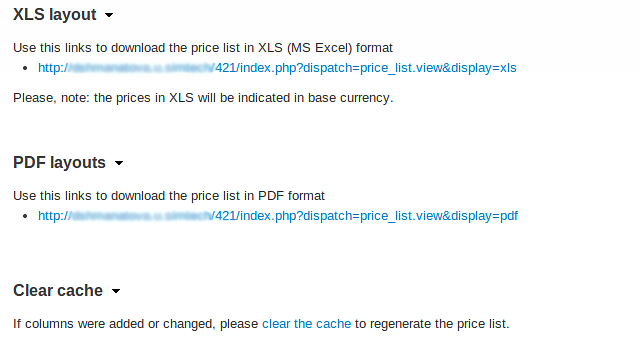 XLS layout
Use this links to download the price list in XLS (MS Excel) format
http:// /421/index.php?dispatch=price_list.view&display=xls
Please, note: the prices in XLS will be indicated in base currency.
PDF layouts
Use this links to download the price list in PDF format
http:// /421/index.php?dispatch=price_list.view&display=pdf
Clear cache
If columns were added or changed, please clear the cache to regenerate the price list.